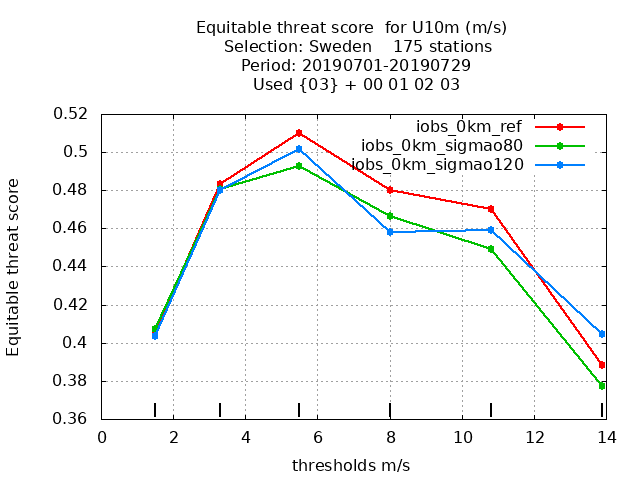 Equitable threat score  for U10m (m/s)
Selection: Sweden    175 stations
Period: 20190701-20190729
Used {03} + 00 01 02 03
iobs_0km_ref
iobs_0km_sigmao80
iobs_0km_sigmao120
Equitable threat score
0.52
0.5
0.48
0.46
0.44
0.42
0.4
0.38
0.36
0 2 4 6 8 10 12 14
thresholds m/s